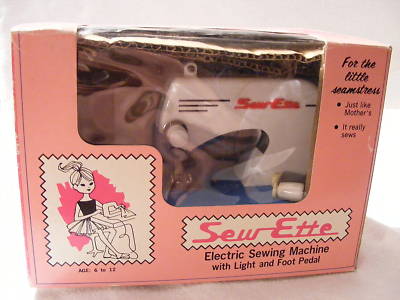 For the
little
seamstress
• Just like
Mother's
• It really
sews
Sew-Ette
Sew Ette
Electric Sewing Machine
with Light and Foot Pedal
AGE: 6 to 12